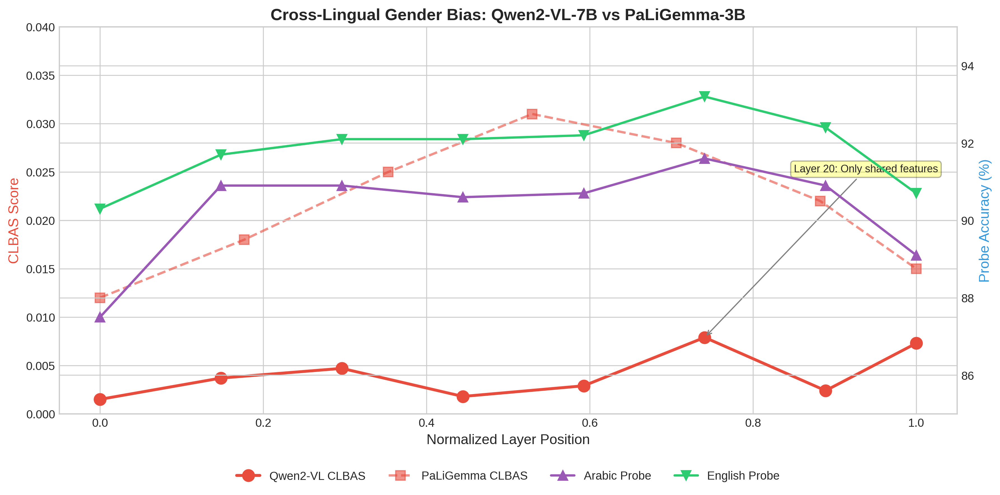 Cross-Lingual Gender Bias: Qwen2-VL-7B vs PaLiGemma-3B
0.040
0.035
0.030
0.025
0.020
0.015
0.010
0.005
0.000
CLBAS Score
94
92
90
88
86
Probe Accuracy (%)
Layer 20: Only shared features
0.0 0.2 0.4 0.6 0.8 1.0
Normalized Layer Position
Qwen2-VL CLBAS PaLiGemma CLBAS Arabic Probe English Probe